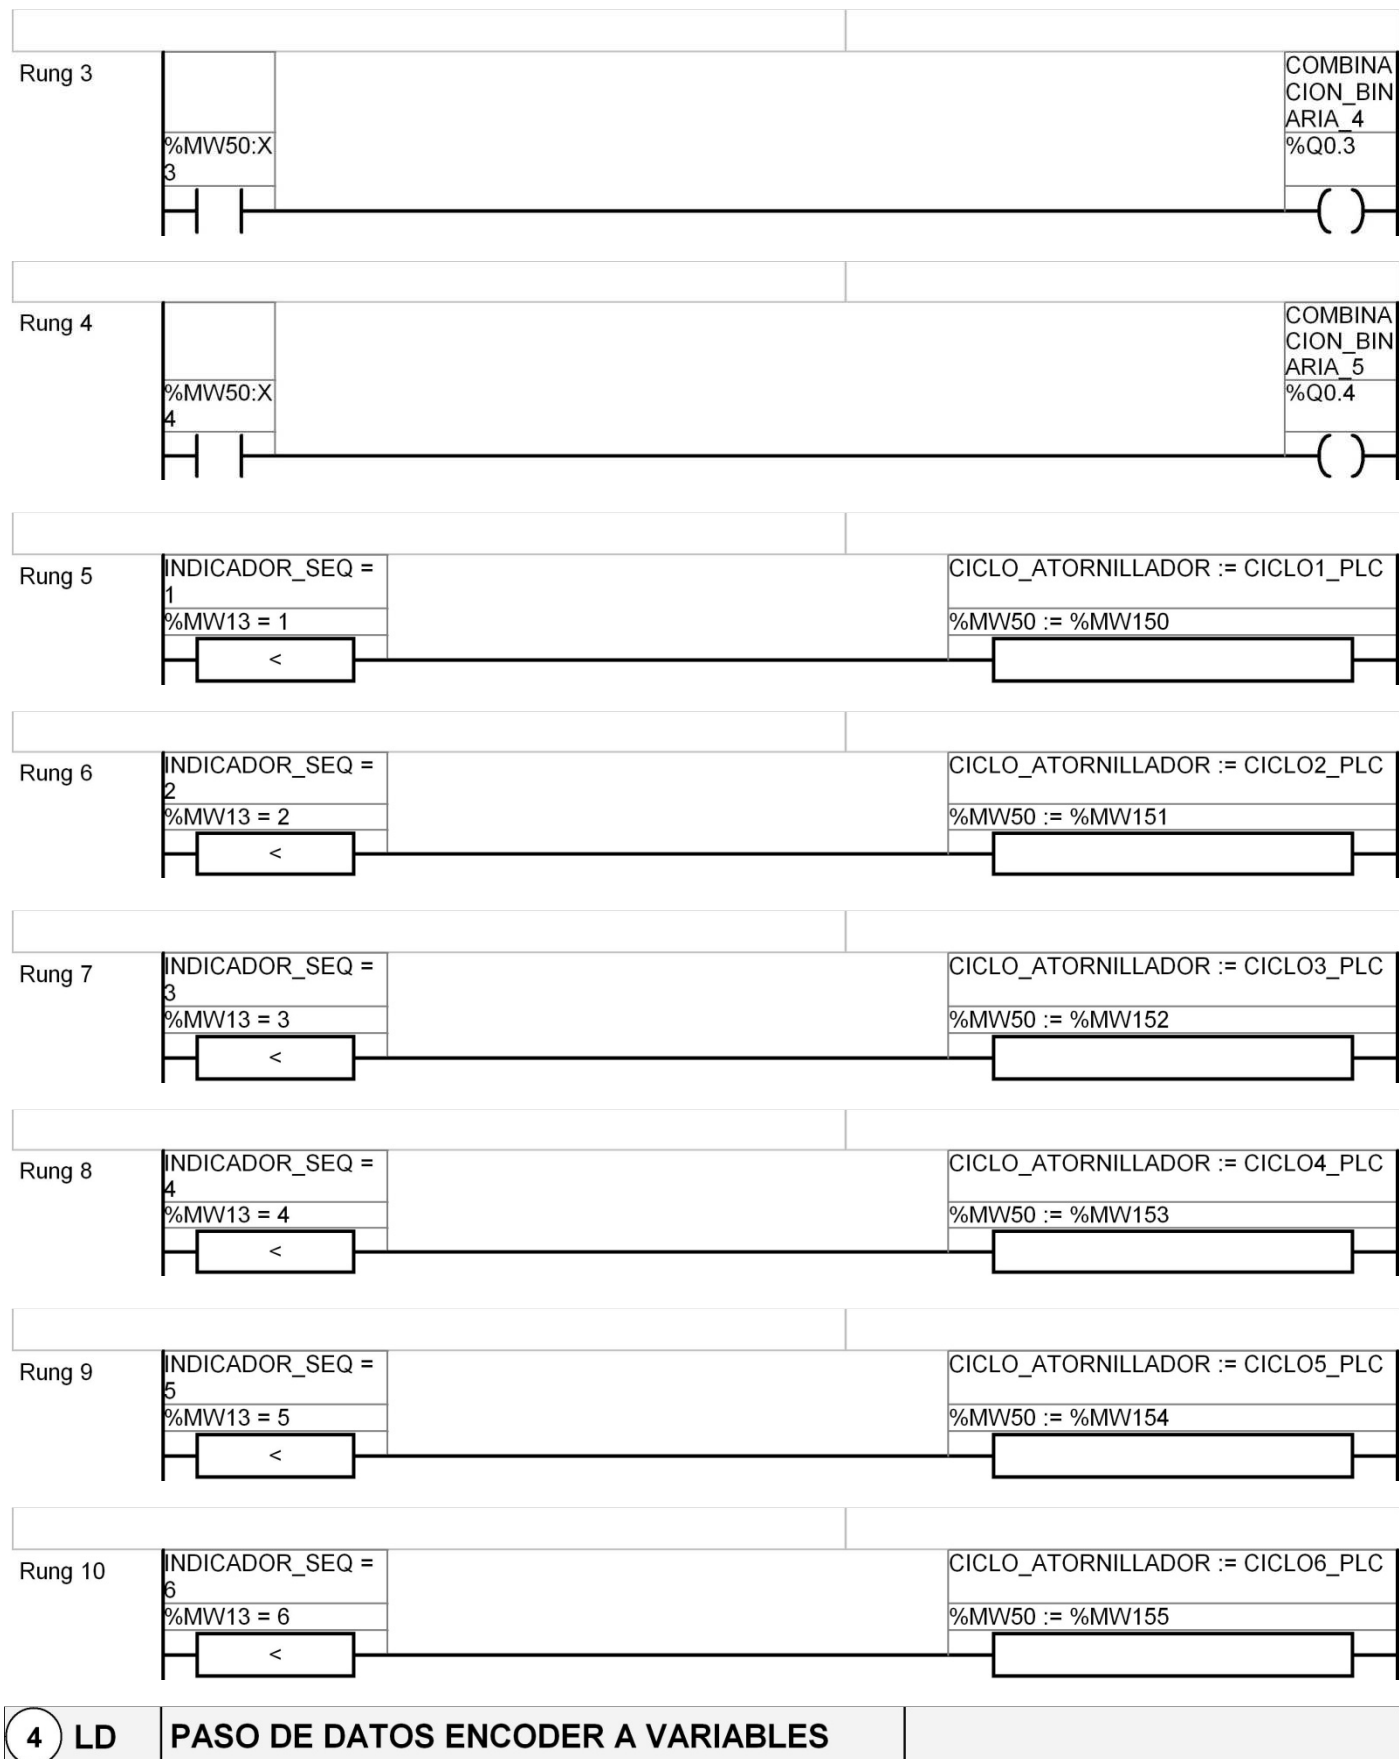 Rung 3
%MW50:X
3
COMBINA
CION_BIN
ARIA_4
%Q0.3
Rung 4
%MW50:X
4
COMBINA
CION_BIN
ARIA_5
%Q0.4
Rung 5
INDICADOR_SEQ =
1
%MW13 = 1
<
CICLO_ATORNILLADOR := CICLO1_PLC
%MW50 := %MW150
Rung 6
INDICADOR_SEQ =
2
%MW13 = 2
<
CICLO_ATORNILLADOR := CICLO2_PLC
%MW50 := %MW151
Rung 7
INDICADOR_SEQ =
3
%MW13 = 3
<
CICLO_ATORNILLADOR := CICLO3_PLC
%MW50 := %MW152
Rung 8
INDICADOR_SEQ =
4
%MW13 = 4
<
CICLO_ATORNILLADOR := CICLO4_PLC
%MW50 := %MW153
Rung 9
INDICADOR_SEQ =
5
%MW13 = 5
<
CICLO_ATORNILLADOR := CICLO5_PLC
%MW50 := %MW154
Rung 10
INDICADOR_SEQ =
6
%MW13 = 6
<
CICLO_ATORNILLADOR := CICLO6_PLC
%MW50 := %MW155
4 LD PASO DE DATOS ENCODER A VARIABLES